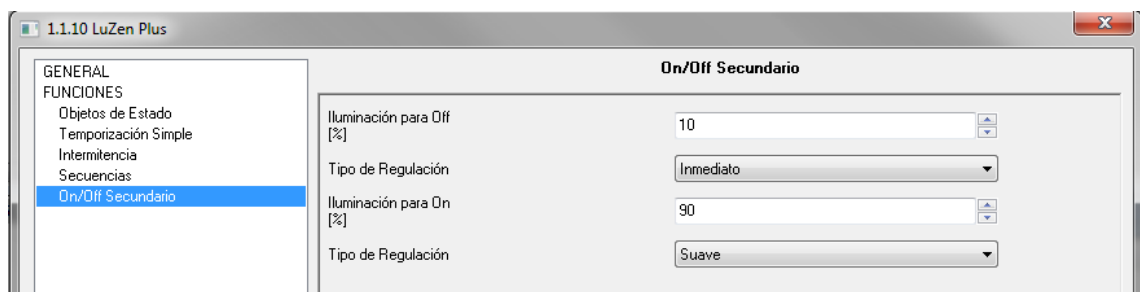 1.1.10 LuZen Plus
GENERAL
FUNCIONES
Objetos de Estado
Temporización Simple
Intermitencia
Secuencias
On/Off Secundario
On/Off Secundario
Iluminación para Off
[%]
10
Tipo de Regulación
Inmediato
Iluminación para On
[%]
90
Tipo de Regulación
Suave